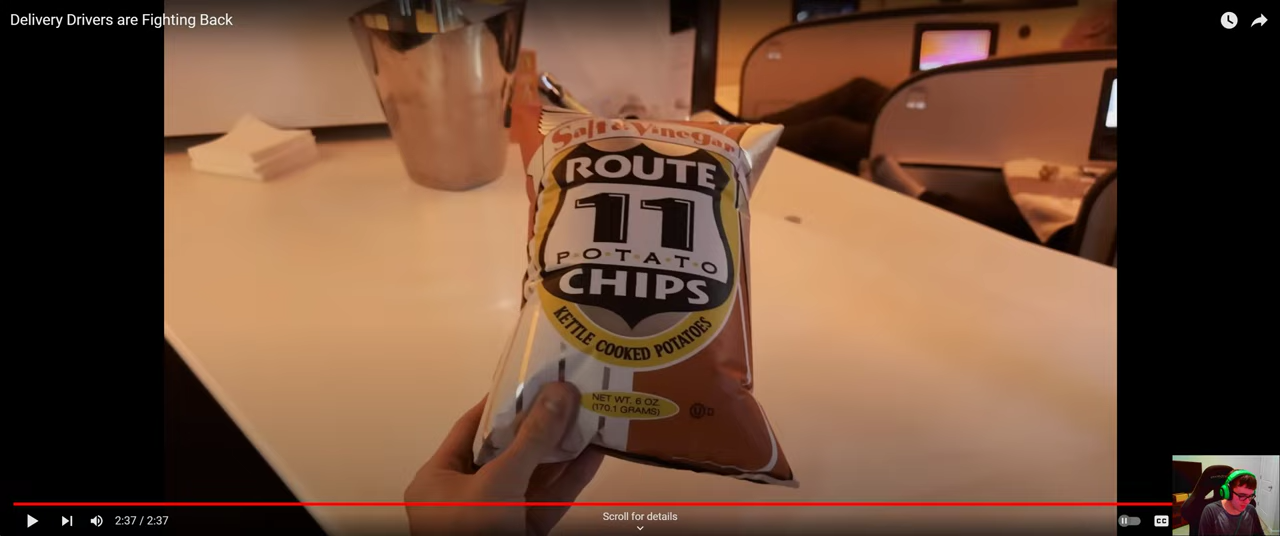 Delivery Drivers are Fighting Back
Salt & Vinegar
ROUTE
11
P·O·T·A·T·O
CHIPS
KETTLE COOKED POTATOES
NET WT. 6 OZ.
(170.1 GRAMS)
U D
2:37 / 2:37
Scroll for details
CC